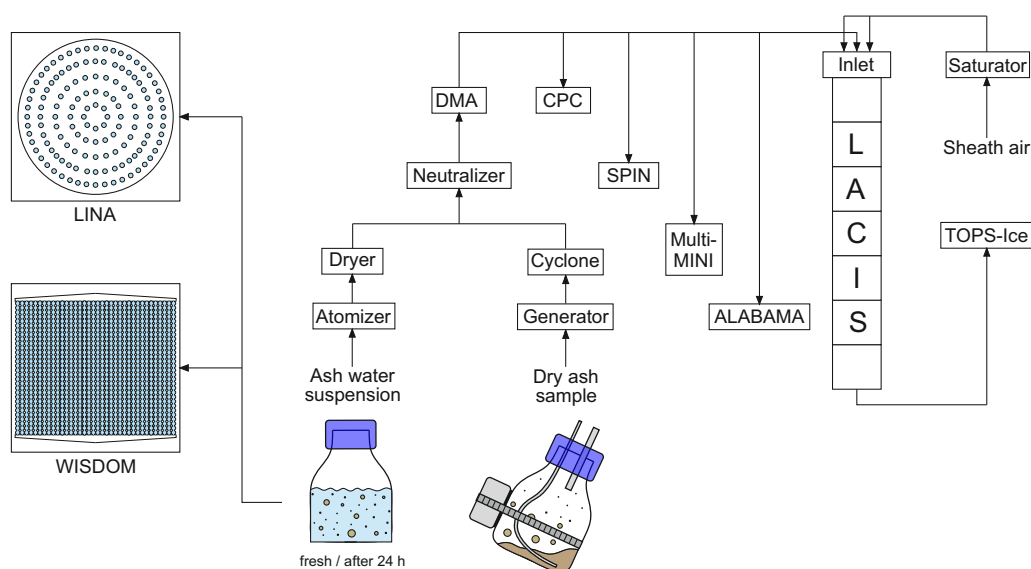 LINA
WISDOM
DMA
CPC
Neutralizer
SPIN
Dryer
Cyclone
Multi-
MINI
Atomizer
Generator
ALABAMA
Ash water
suspension
Dry ash
sample
fresh / after 24 h
Inlet
L
A
C
I
S
Saturator
Sheath air
TOPS-Ice